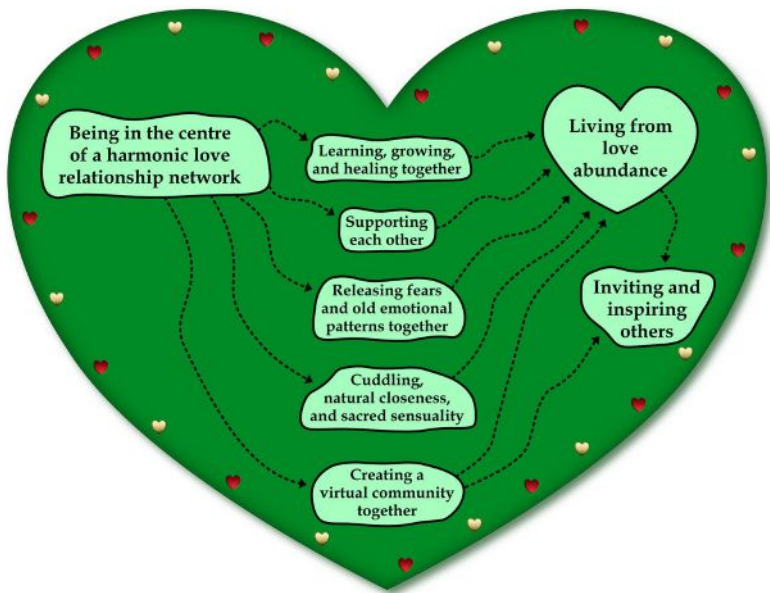 Being in the centre
of a harmonic love
relationship network
Learning, growing,
and healing together
Supporting
each other
Releasing fears
and old emotional
patterns together
Cuddling,
natural closeness,
and sacred sensuality
Creating a
virtual community
together
Living from
love
abundance
Inviting and
inspiring
others